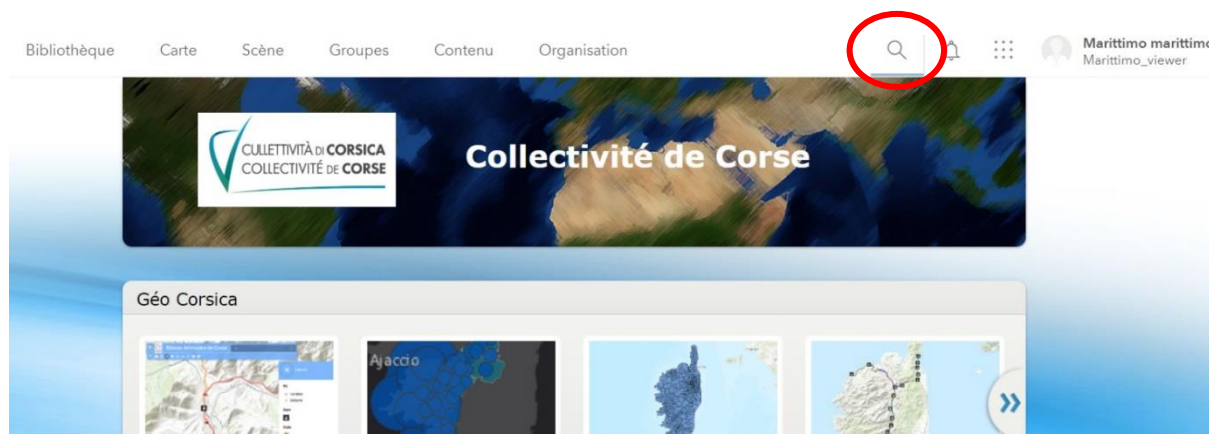 Bibliothèque Carte Scène Groupes Contenu Organisation
Marittimo marittimo
Marittimo_viewer
CULLETTIVITÀ DI CORSICA
COLLECTIVITÉ DE CORSE
Collectivité de Corse
Géo Corsica
Ajaccio